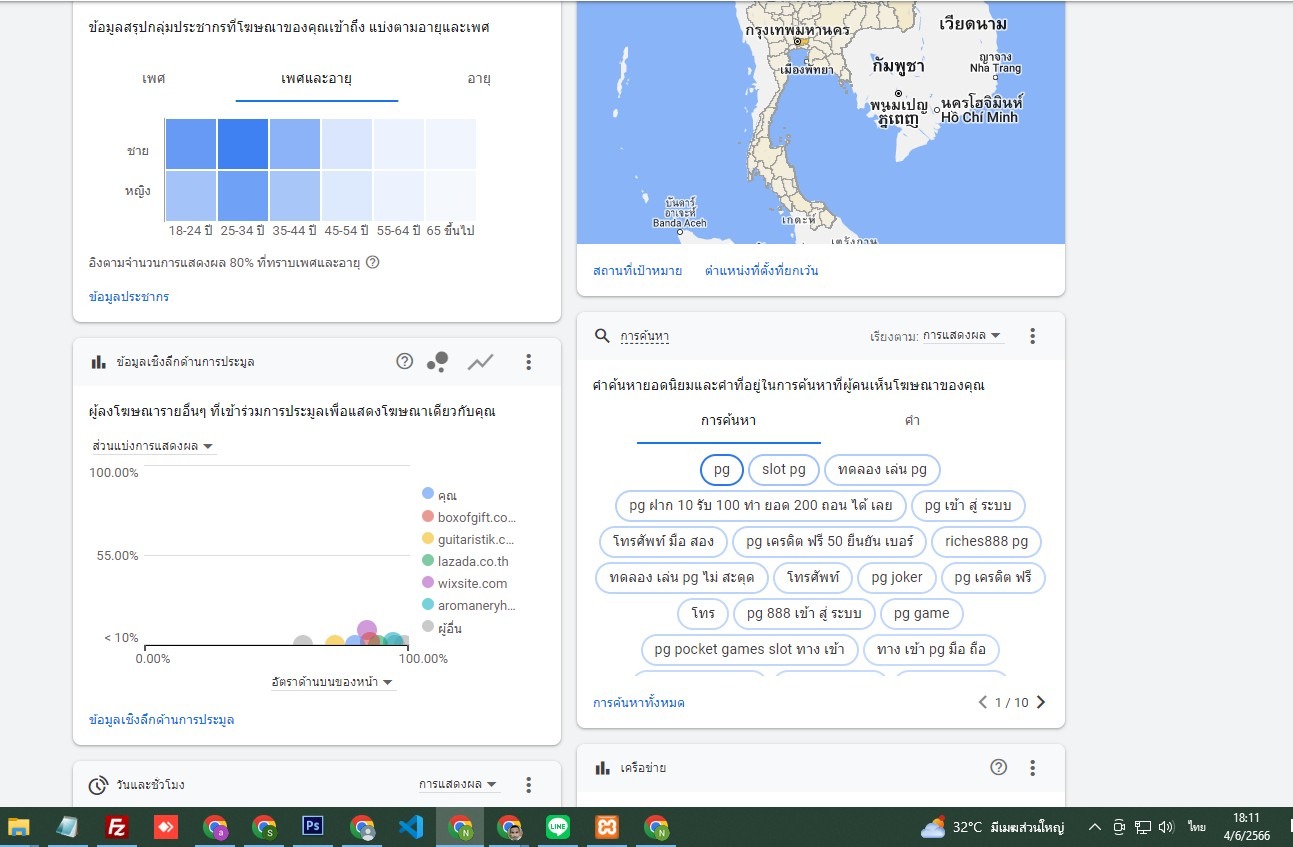 ข้อมูลสรุปกลุ่มประชากรที่โฆษณาของคุณเข้าถึง แบ่งตามอายุและเพศ
เพศ เพศและอายุ อายุ
ชาย
หญิง
18-24 ปี 25-34 ปี 35-44 ปี 45-54 ปี 55-64 ปี 65 ขึ้นไป
อิงตามจำนวนการแสดงผล 80% ที่ทราบเพศและอายุ
ข้อมูลประชากร
กรุงเทพมหานคร
เมืองพัทยา
เวียดนาม
กัมพูชา
ญาจาง
Nha Trang
พนมเปญ
ភ្នំពេញ
นครโฮจิมินห์
Hồ Chí Minh
บันดาร์
อาเจะห์
Banda Aceh
เกดะห์
ตรังกานู
สถานที่เป้าหมาย ตำแหน่งที่ตั้งที่ยกเว้น
ข้อมูลเชิงลึกด้านการประมูล
ผู้ลงโฆษณารายอื่นๆ ที่เข้าร่วมการประมูลเพื่อแสดงโฆษณาเดียวกับคุณ
ส่วนแบ่งการแสดงผล
100.00%
55.00%
< 10%
0.00% 100.00%
คุณ
boxofgift.co...
guitaristik.c...
lazada.co.th
wixsite.com
aromaneryh...
ผู้อื่น
อัตราด้านบนของหน้า
ข้อมูลเชิงลึกด้านการประมูล
การค้นหา เรียงตาม: การแสดงผล
คำค้นหายอดนิยมและคำที่อยู่ในการค้นหาที่ผู้คนเห็นโฆษณาของคุณ
การค้นหา คำ
pg slot pg ทดลอง เล่น pg
pg ฝาก 10 รับ 100 ทํา ยอด 200 ถอน ได้ เลย pg เข้า สู่ ระบบ
โทรศัพท์ มือ สอง pg เครดิต ฟรี 50 ยืนยัน เบอร์ riches888 pg
ทดลอง เล่น pg ไม่ สะดุด โทรศัพท์ pg joker pg เครดิต ฟรี
โทร pg 888 เข้า สู่ ระบบ pg game
pg pocket games slot ทาง เข้า ทาง เข้า pg มือ ถือ
การค้นหาทั้งหมด 1 / 10
วันและชั่วโมง การแสดงผล
เครือข่าย
Fz a S Ps N LINE N
32°C มีเมฆส่วนใหญ่ ไทย 18:11
4/6/2566